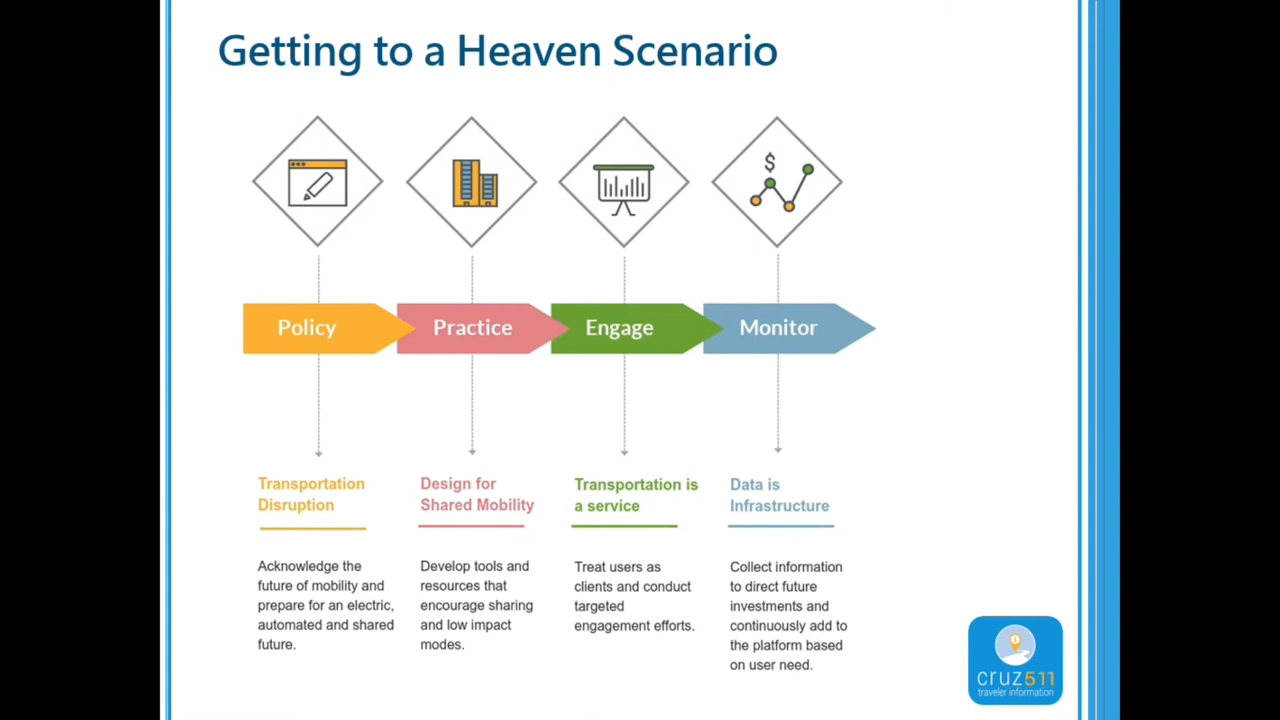 Getting to a Heaven Scenario
$
Policy
Practice
Engage
Monitor
Transportation
Disruption
Acknowledge the
future of mobility and
prepare for an electric,
automated and shared
future.
Design for
Shared Mobility
Develop tools and
resources that
encourage sharing
and low impact
modes.
Transportation is
a service
Treat users as
clients and conduct
targeted
engagement efforts.
Data is
Infrastructure
Collect information
to direct future
investments and
continuously add to
the platform based
on user need.
cruz511
traveler information